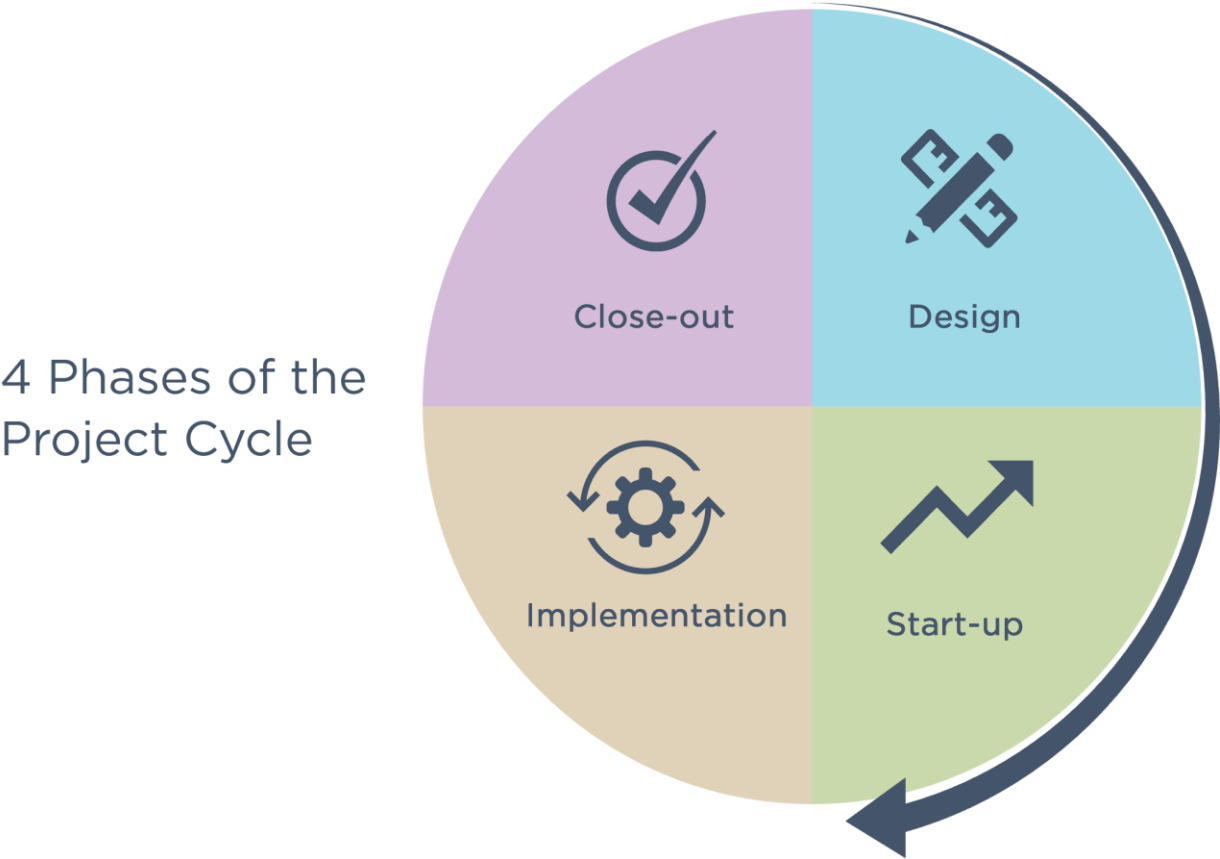 4 Phases of the
Project Cycle
Close-out
Design
Implementation
Start-up